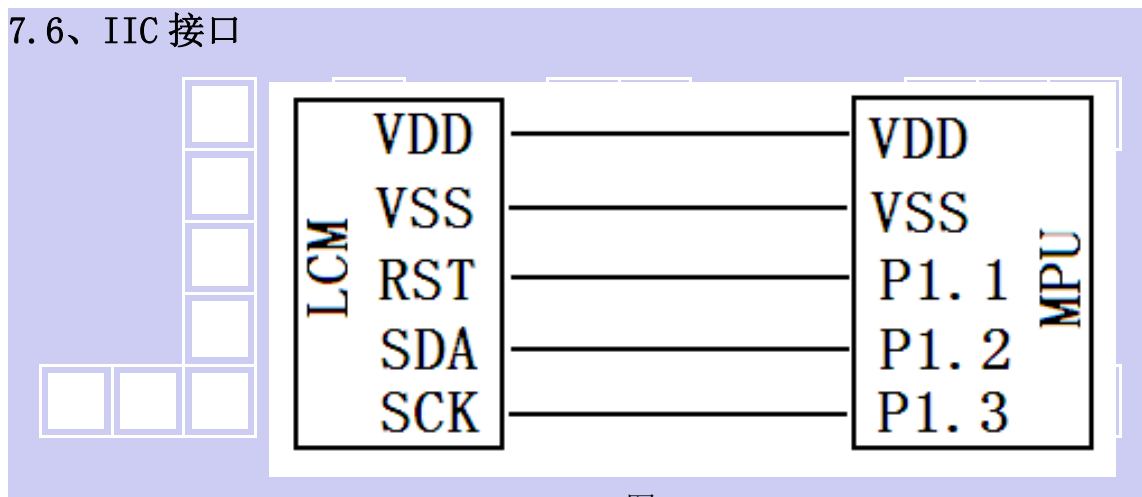 7.6、IIC 接口
VDD
VSS
RST
SDA
SCK
LCM
VDD
VSS
P1.1
P1.2
P1.3
MPU